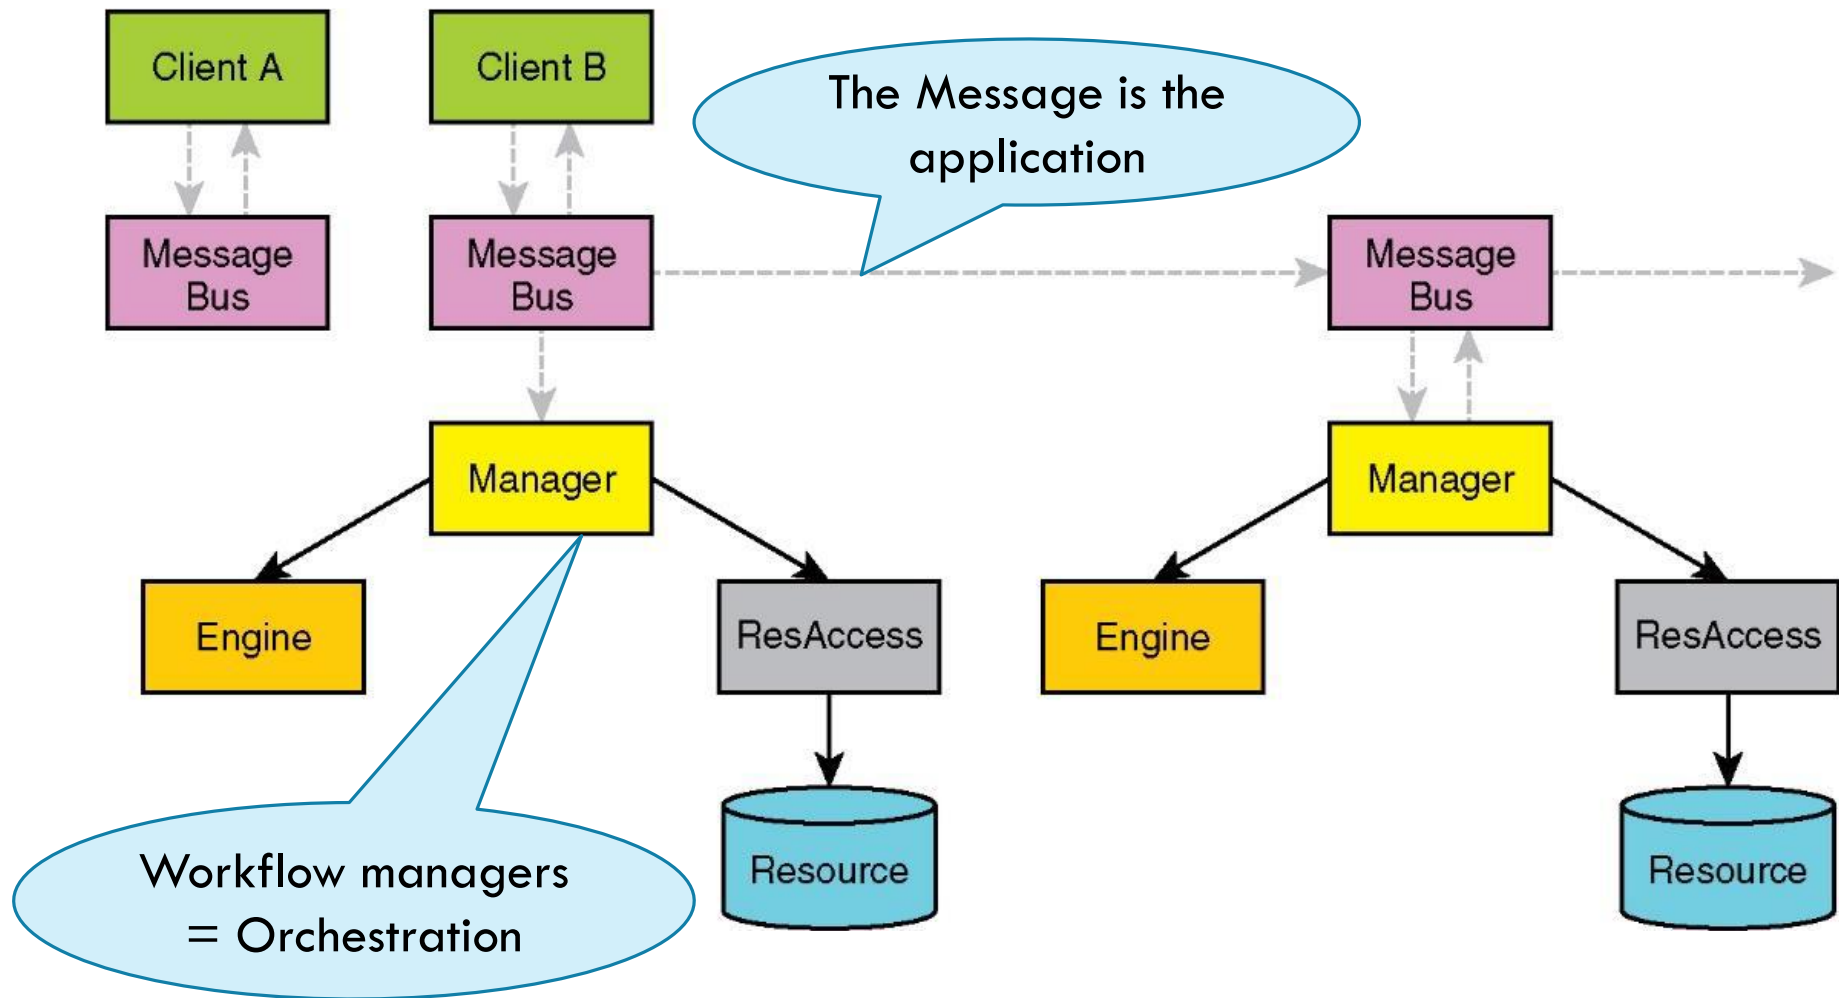 Client A
Client B
The Message is the
application
Message
Bus
Message
Bus
Message
Bus
Manager
Manager
Engine
ResAccess
Engine
ResAccess
Workflow managers
= Orchestration
Resource
Resource